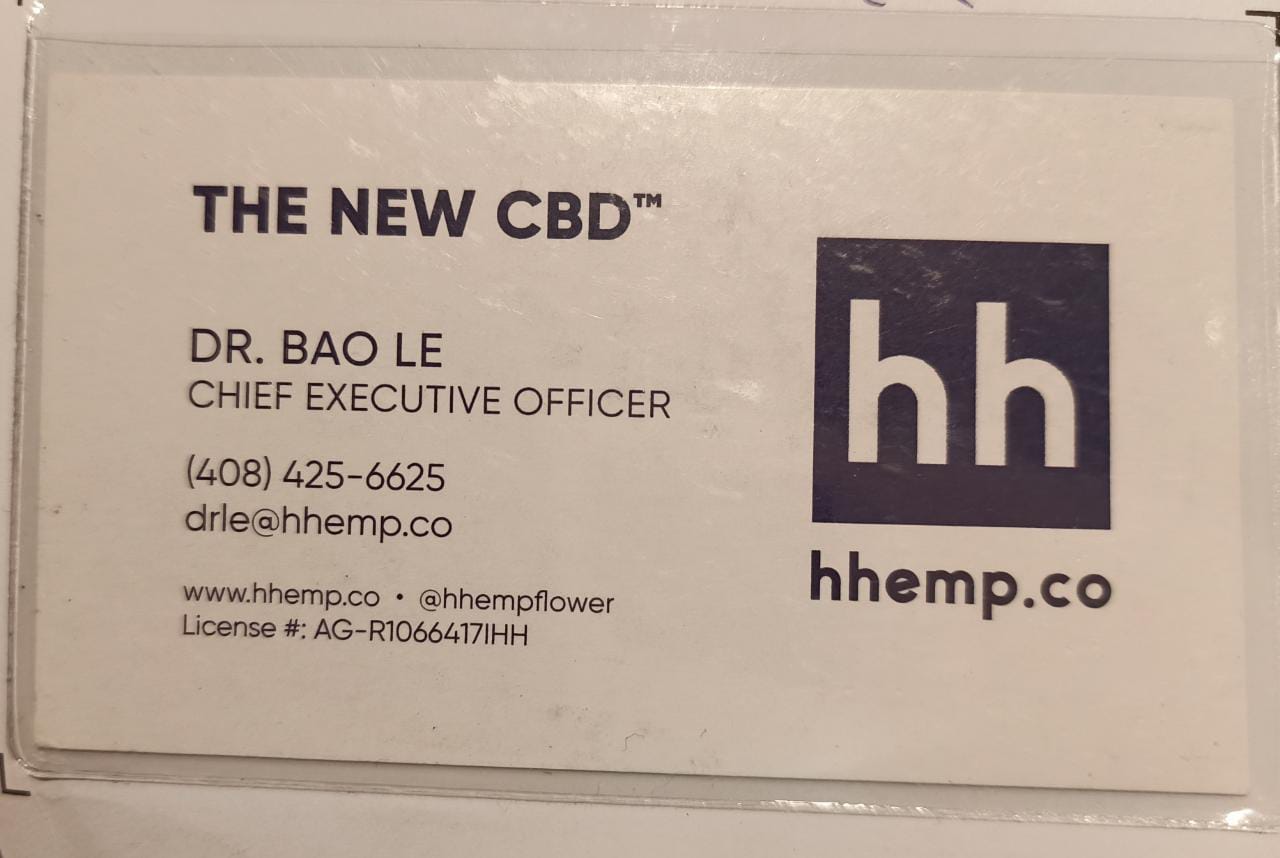 THE NEW CBD™
DR. BAO LE
CHIEF EXECUTIVE OFFICER
(408) 425-6625
drle@hhemp.co
www.hhemp.co • @hhempflower
License #: AG-R1066417IHH
hh
hhemp.co